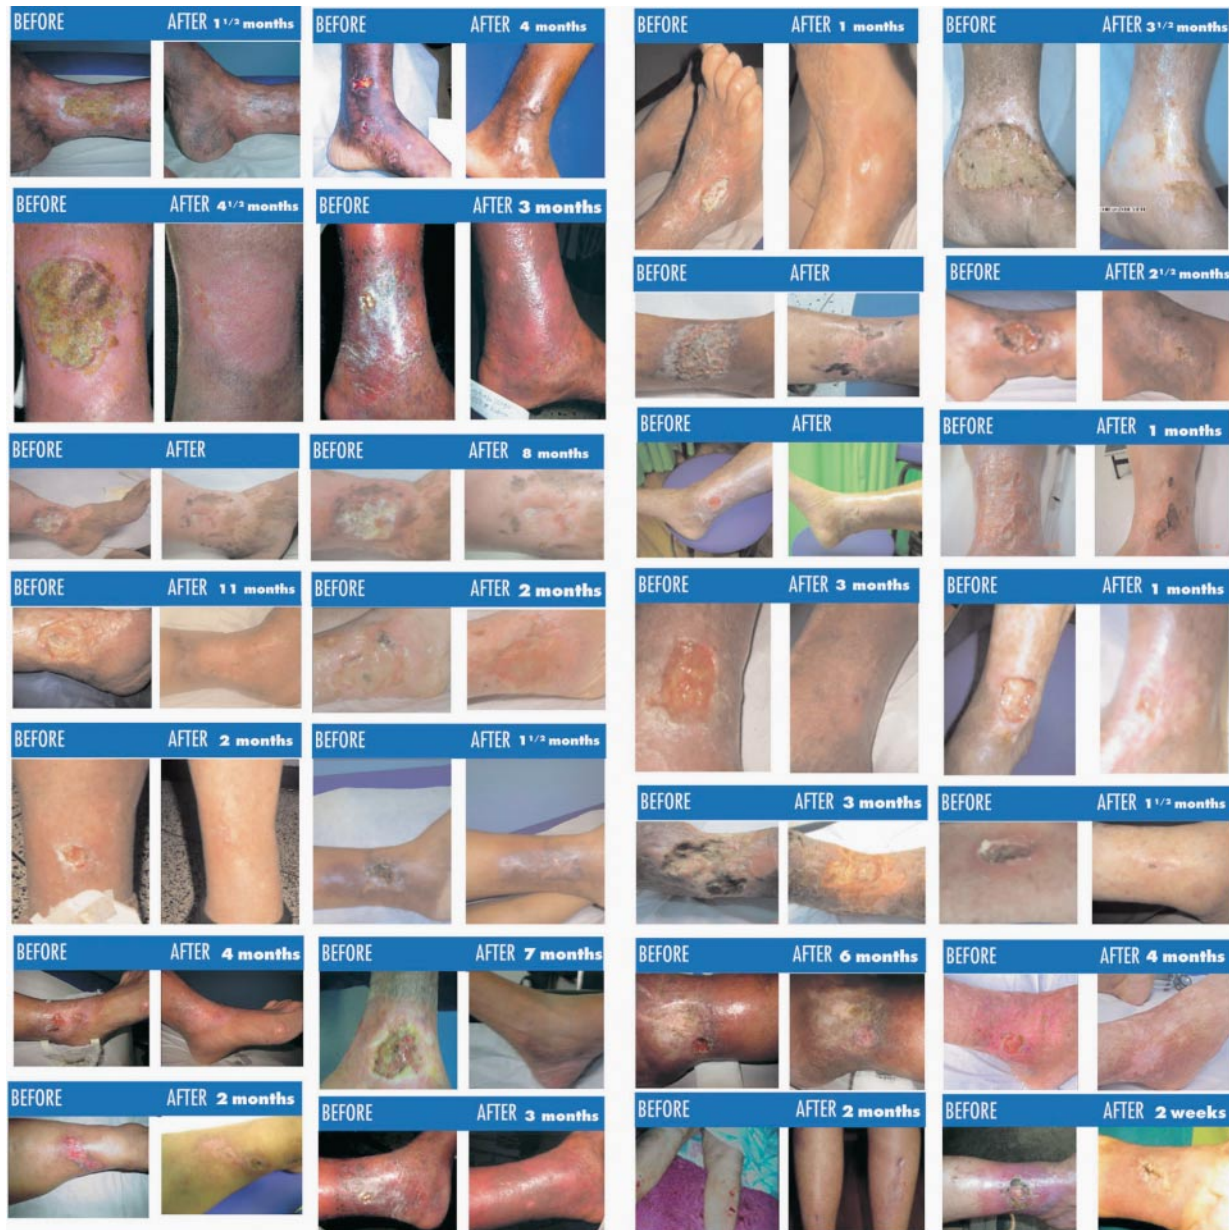 BEFORE AFTER 1 1/2 months
BEFORE AFTER 4 months
BEFORE AFTER 4 1/2 months
BEFORE AFTER 3 months
BEFORE AFTER
BEFORE AFTER 8 months
BEFORE AFTER 11 months
BEFORE AFTER 2 months
BEFORE AFTER 2 months
BEFORE AFTER 1 1/2 months
BEFORE AFTER 4 months
BEFORE AFTER 7 months
BEFORE AFTER 2 months
BEFORE AFTER 3 months
BEFORE AFTER 1 months
BEFORE AFTER 3 1/2 months
BEFORE AFTER
BEFORE AFTER 2 1/2 months
BEFORE AFTER
BEFORE AFTER 1 months
BEFORE AFTER 3 months
BEFORE AFTER 1 months
BEFORE AFTER 3 months
BEFORE AFTER 1 1/2 months
BEFORE AFTER 6 months
BEFORE AFTER 4 months
BEFORE AFTER 2 months
BEFORE AFTER 2 weeks